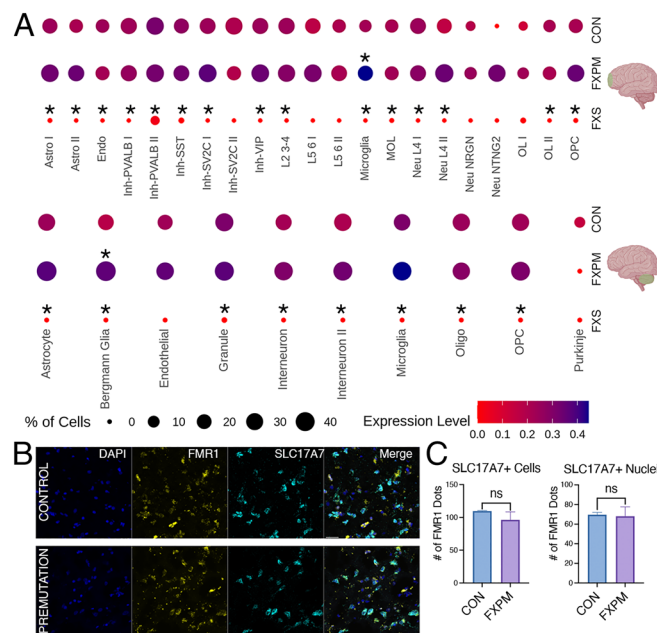 A
CON
*
FXPM
* * * * * * * * * * * * * * *
FXS
Astro I
Astro II
Endo
Inh-PVALB I
Inh-PVALB II
Inh-SST
Inh-SV2C I
Inh-SV2C II
Inh-VIP
L2 3-4
L5 6 I
L5 6 II
Microglia
MOL
Neu L4 I
Neu L4 II
Neu NRGN
Neu NTNG2
OL I
OL II
OPC
CON
*
FXPM
* * * * * * * *
FXS
Astrocyte
Bergmann Glia
Endothelial
Granule
Interneuron
Interneuron II
Microglia
Oligo
OPC
Purkinje
% of Cells 0 10 20 30 40
Expression Level
0.0 0.1 0.2 0.3 0.4
B
DAPI FMR1 SLC17A7 Merge
CONTROL
PREMUTATION
C
SLC17A7+ Cells
# of FMR1 Dots
150
100
50
0
ns
CON
FXPM
SLC17A7+ Nuclei
# of FMR1 Dots
100
80
60
40
20
0
ns
CON
FXPM